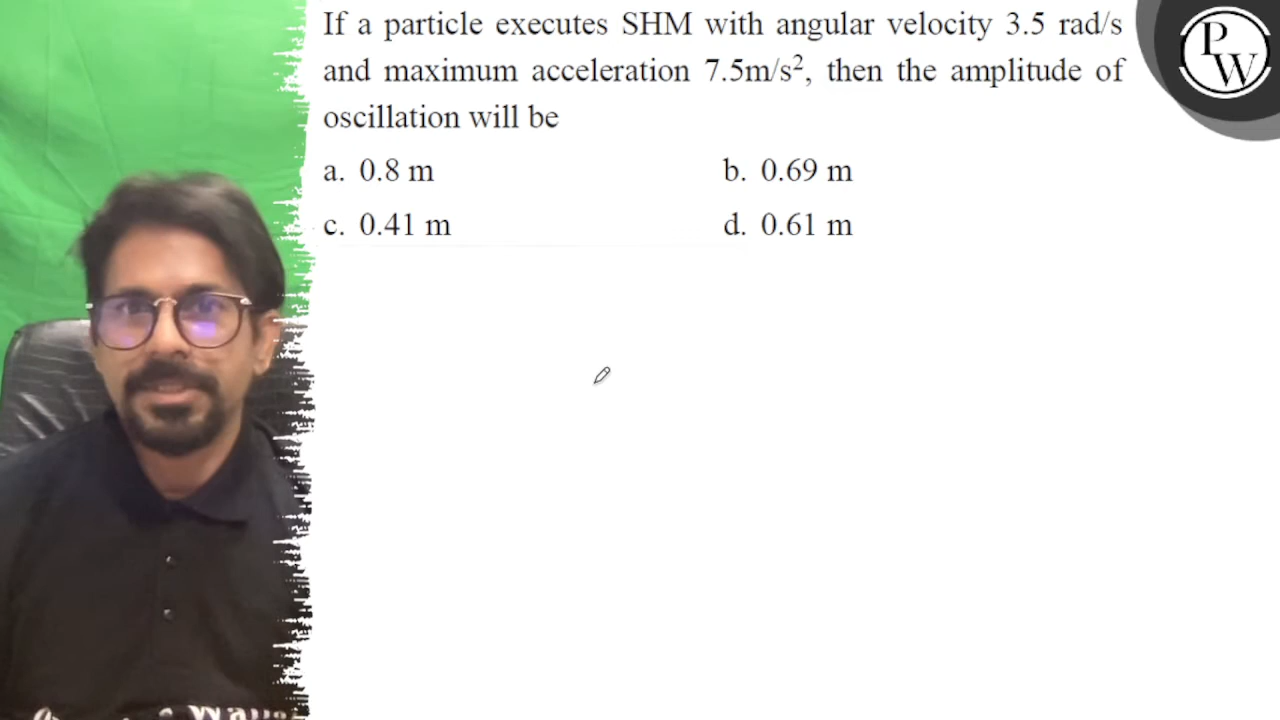 If a particle executes SHM with angular velocity 3.5 rad/s
and maximum acceleration 7.5m/s², then the amplitude of
oscillation will be
a. 0.8 m
b. 0.69 m
c. 0.41 m
d. 0.61 m
PW